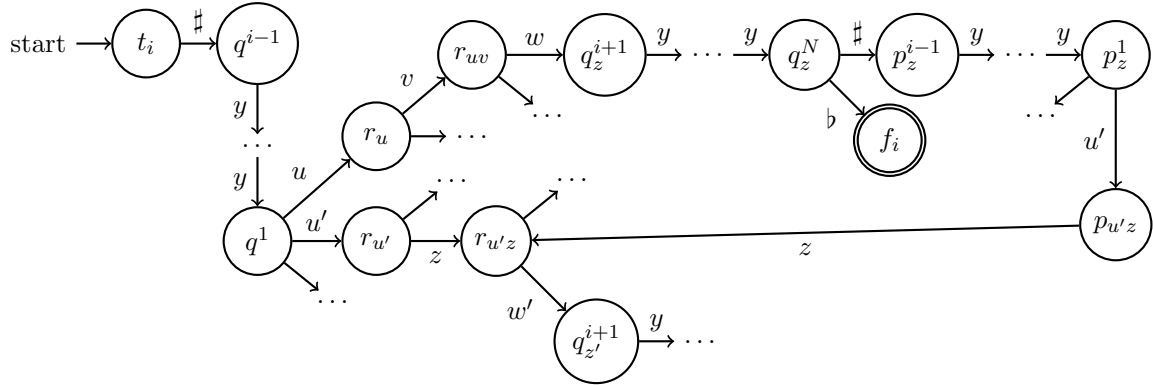 start t_i ♯ q^{i−1} y ⋯ y q^1
u r_u ⋯ v r_{uv} ⋯ w q_z^{i+1} y ⋯ y q_z^N ♯ p_z^{i−1} y ⋯ y p_z^1 ⋯
♭ f_i
u′ p_{u′z}
u′ r_{u′} ⋯ z r_{u′z} ⋯ z
⋯
w′ q_{z′}^{i+1} y ⋯